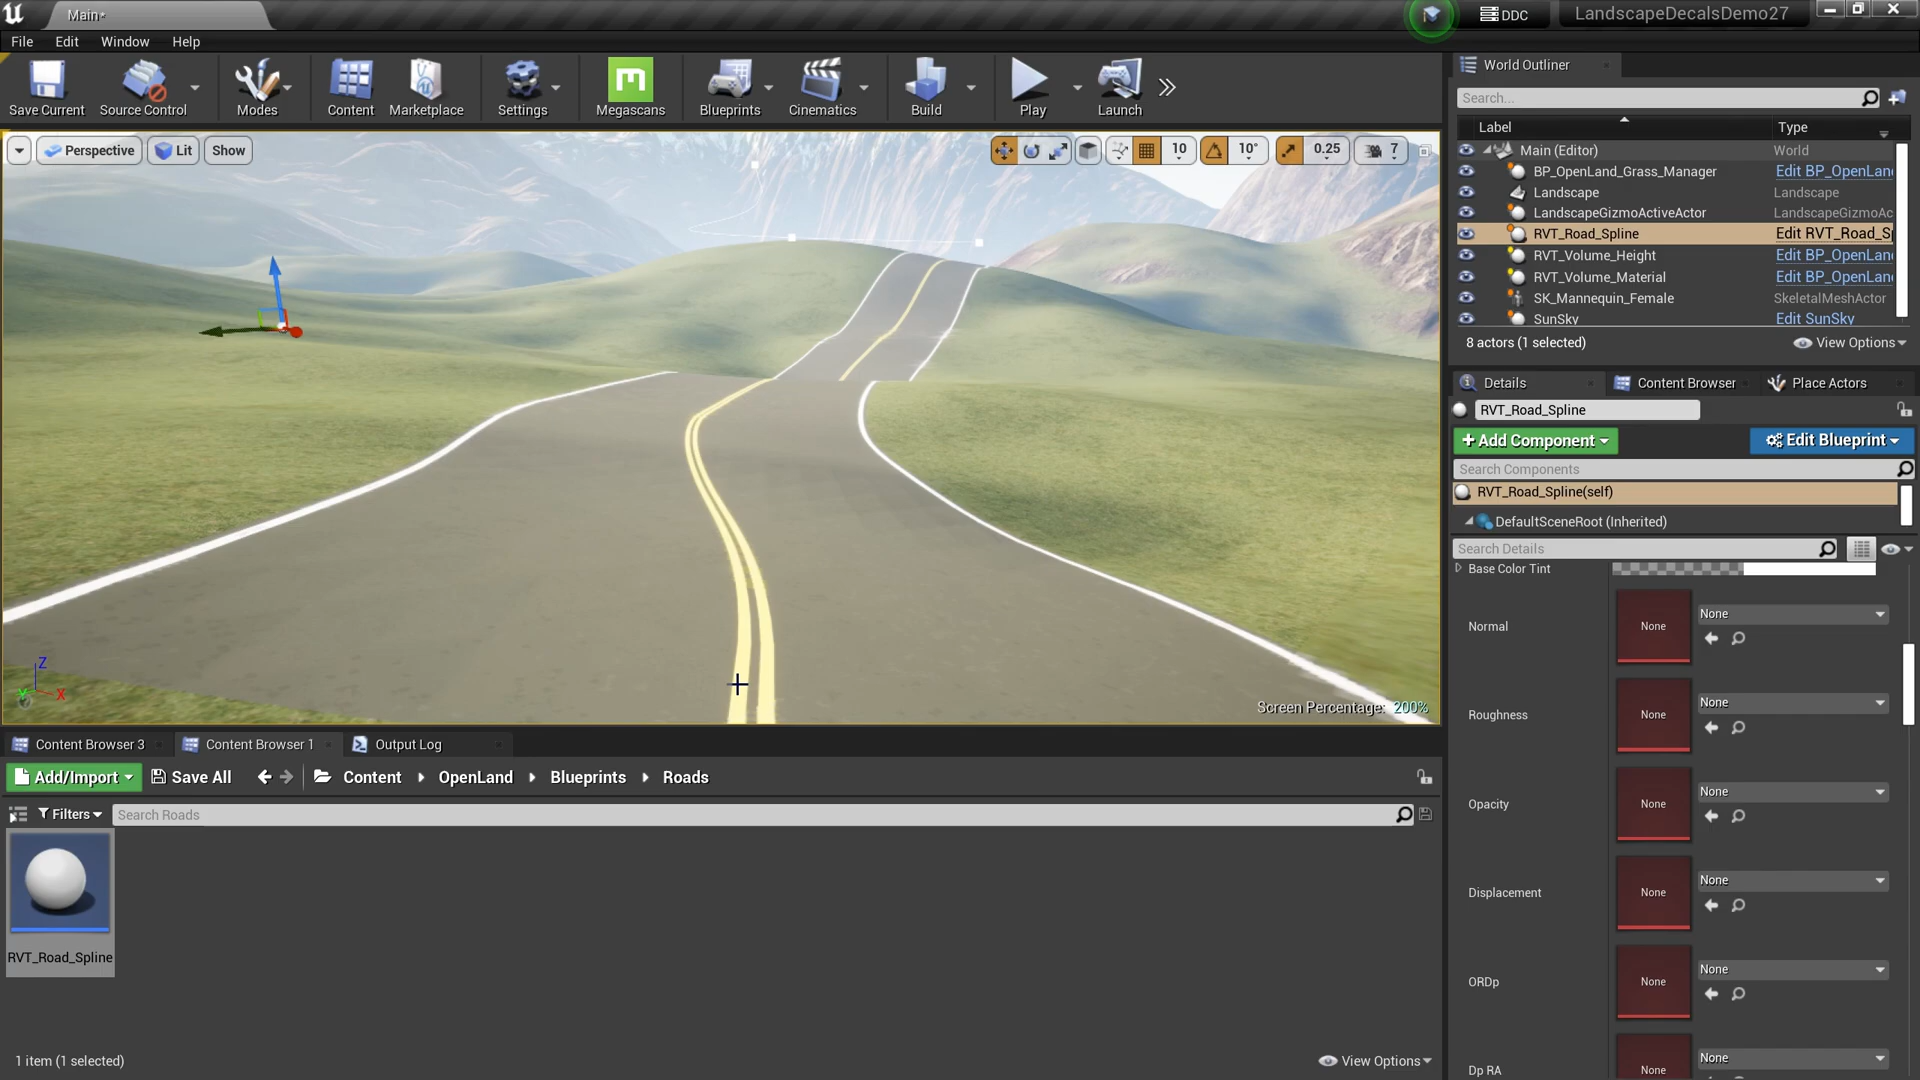 Main*
DDC
LandscapeDecalsDemo27
File Edit Window Help
Save Current
Source Control
Modes
Content
Marketplace
Settings
Megascans
Blueprints
Cinematics
Build
Play
Launch
Perspective
Lit
Show
10
10°
0.25
7
Z
Y
X
Screen Percentage: 200%
World Outliner
Search...
Label Type
Main (Editor) World
BP_OpenLand_Grass_Manager Edit BP_OpenLan
Landscape Landscape
LandscapeGizmoActiveActor LandscapeGizmoAc
RVT_Road_Spline Edit RVT_Road_S
RVT_Volume_Height Edit BP_OpenLan
RVT_Volume_Material Edit BP_OpenLan
SK_Mannequin_Female SkeletalMeshActor
SunSky Edit SunSky
8 actors (1 selected) View Options
Details
Content Browser
Place Actors
RVT_Road_Spline
+ Add Component
Edit Blueprint
Search Components
RVT_Road_Spline(self)
DefaultSceneRoot (Inherited)
Search Details
Base Color Tint
Normal None None
Roughness None None
Opacity None None
Displacement None None
ORDp None None
Dp RA None None
Content Browser 3
Content Browser 1
Output Log
Add/Import
Save All
Content
OpenLand
Blueprints
Roads
Filters
Search Roads
RVT_Road_Spline
1 item (1 selected)
View Options